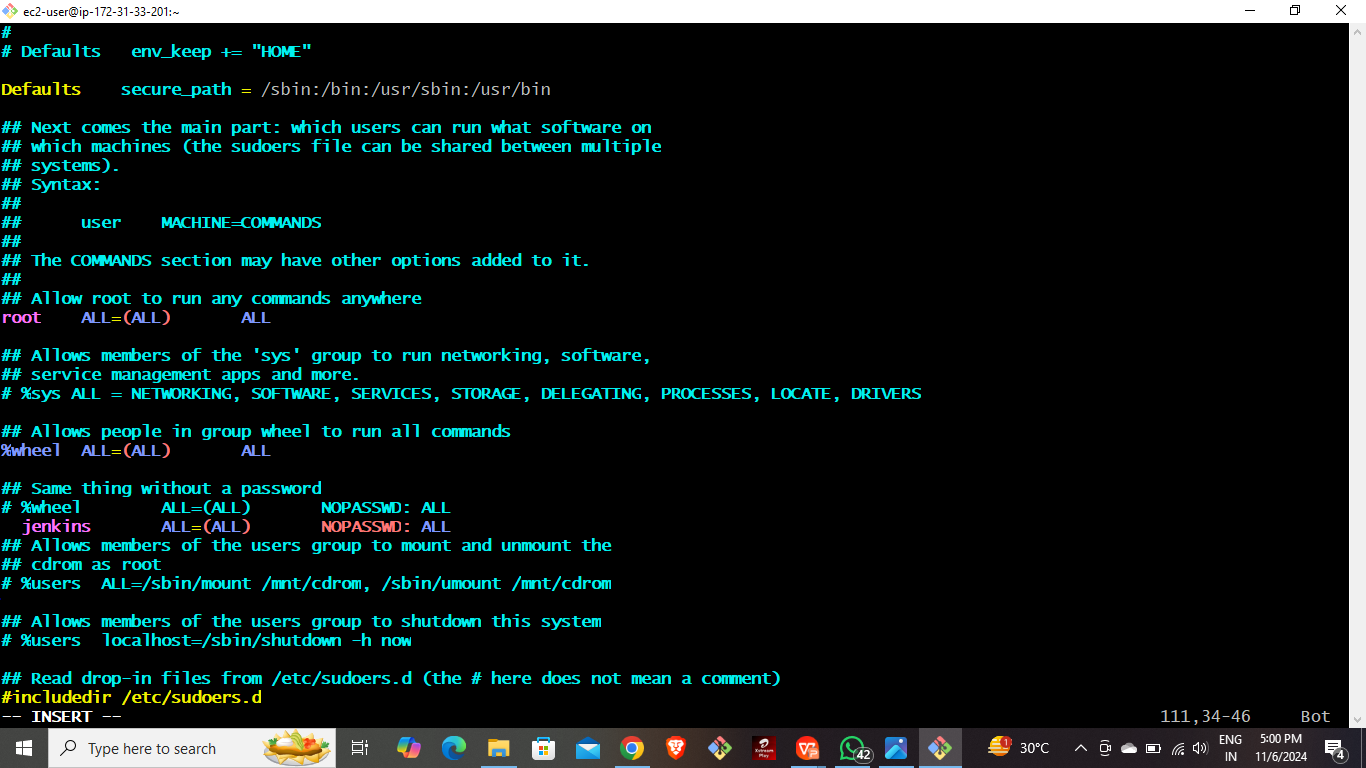 ec2-user@ip-172-31-33-201:~
#
# Defaults   env_keep += "HOME"
Defaults    secure_path = /sbin:/bin:/usr/sbin:/usr/bin
## Next comes the main part: which users can run what software on
## which machines (the sudoers file can be shared between multiple
## systems).
## Syntax:
##
##      user    MACHINE=COMMANDS
##
## The COMMANDS section may have other options added to it.
##
## Allow root to run any commands anywhere
root    ALL=(ALL)       ALL
## Allows members of the 'sys' group to run networking, software,
## service management apps and more.
# %sys ALL = NETWORKING, SOFTWARE, SERVICES, STORAGE, DELEGATING, PROCESSES, LOCATE, DRIVERS
## Allows people in group wheel to run all commands
%wheel  ALL=(ALL)       ALL
## Same thing without a password
# %wheel        ALL=(ALL)       NOPASSWD: ALL
  jenkins       ALL=(ALL)       NOPASSWD: ALL
## Allows members of the users group to mount and unmount the
## cdrom as root
# %users  ALL=/sbin/mount /mnt/cdrom, /sbin/umount /mnt/cdrom
## Allows members of the users group to shutdown this system
# %users  localhost=/sbin/shutdown -h now
## Read drop-in files from /etc/sudoers.d (the # here does not mean a comment)
#includedir /etc/sudoers.d
-- INSERT --                    111,34-46     Bot
Type here to search
42
1
30°C
ENG
IN
5:00 PM
11/6/2024
4